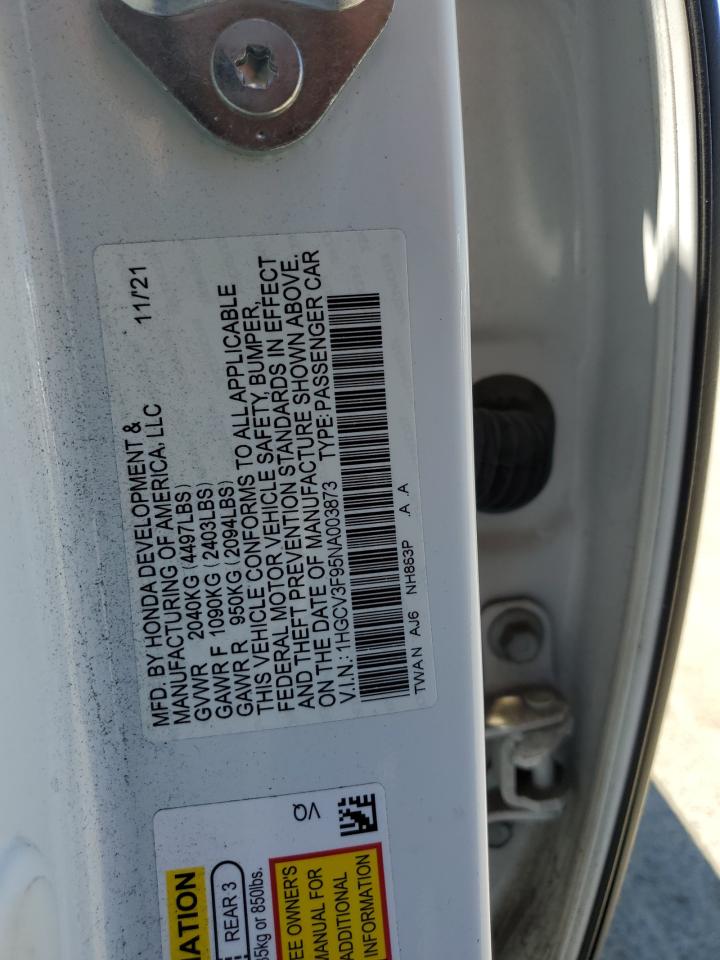 MFD. BY HONDA DEVELOPMENT & 11/'21
MANUFACTURING OF AMERICA, LLC
GVWR 2040KG (4497LBS)
GAWR F 1090KG (2403LBS)
GAWR R 950KG (2094LBS)
THIS VEHICLE CONFORMS TO ALL APPLICABLE
FEDERAL MOTOR VEHICLE SAFETY, BUMPER,
AND THEFT PREVENTION STANDARDS IN EFFECT
ON THE DATE OF MANUFACTURE SHOWN ABOVE.
V.I.N.: 1HGCV3F95NA003873 TYPE: PASSENGER CAR
TWA N AJ6 NH883P .A .A
VQ
REAR 3
850lbs.
OWNER'S
MANUAL FOR
ADDITIONAL
INFORMATION